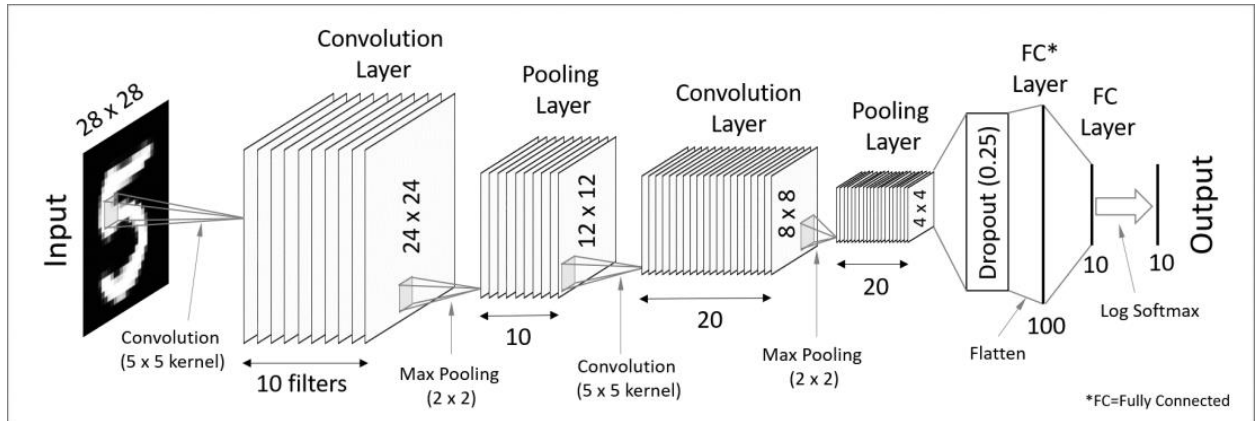 Input
28 x 28
Convolution
(5 x 5 kernel)
Convolution
Layer
24 x 24
10 filters
Max Pooling
(2 x 2)
Pooling
Layer
12 x 12
10
Convolution
(5 x 5 kernel)
Convolution
Layer
8 x 8
20
Max Pooling
(2 x 2)
Pooling
Layer
4 x 4
20
Dropout (0.25)
Flatten
FC*
Layer
100
FC
Layer
10
Log Softmax
10
Output
*FC=Fully Connected
5